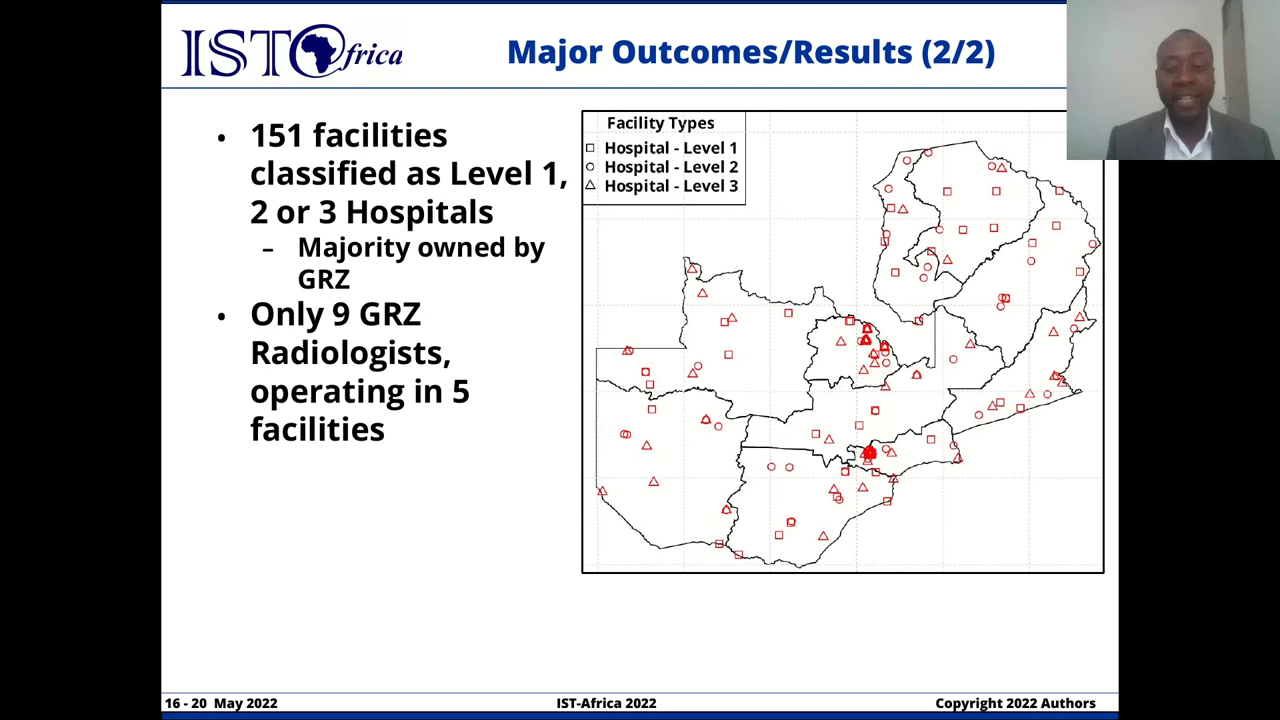 IST Africa
Major Outcomes/Results (2/2)
• 151 facilities
classified as Level 1,
2 or 3 Hospitals
– Majority owned by
GRZ
• Only 9 GRZ
Radiologists,
operating in 5
facilities
Facility Types
Hospital - Level 1
Hospital - Level 2
Hospital - Level 3
16 - 20 May 2022
IST-Africa 2022
Copyright 2022 Authors